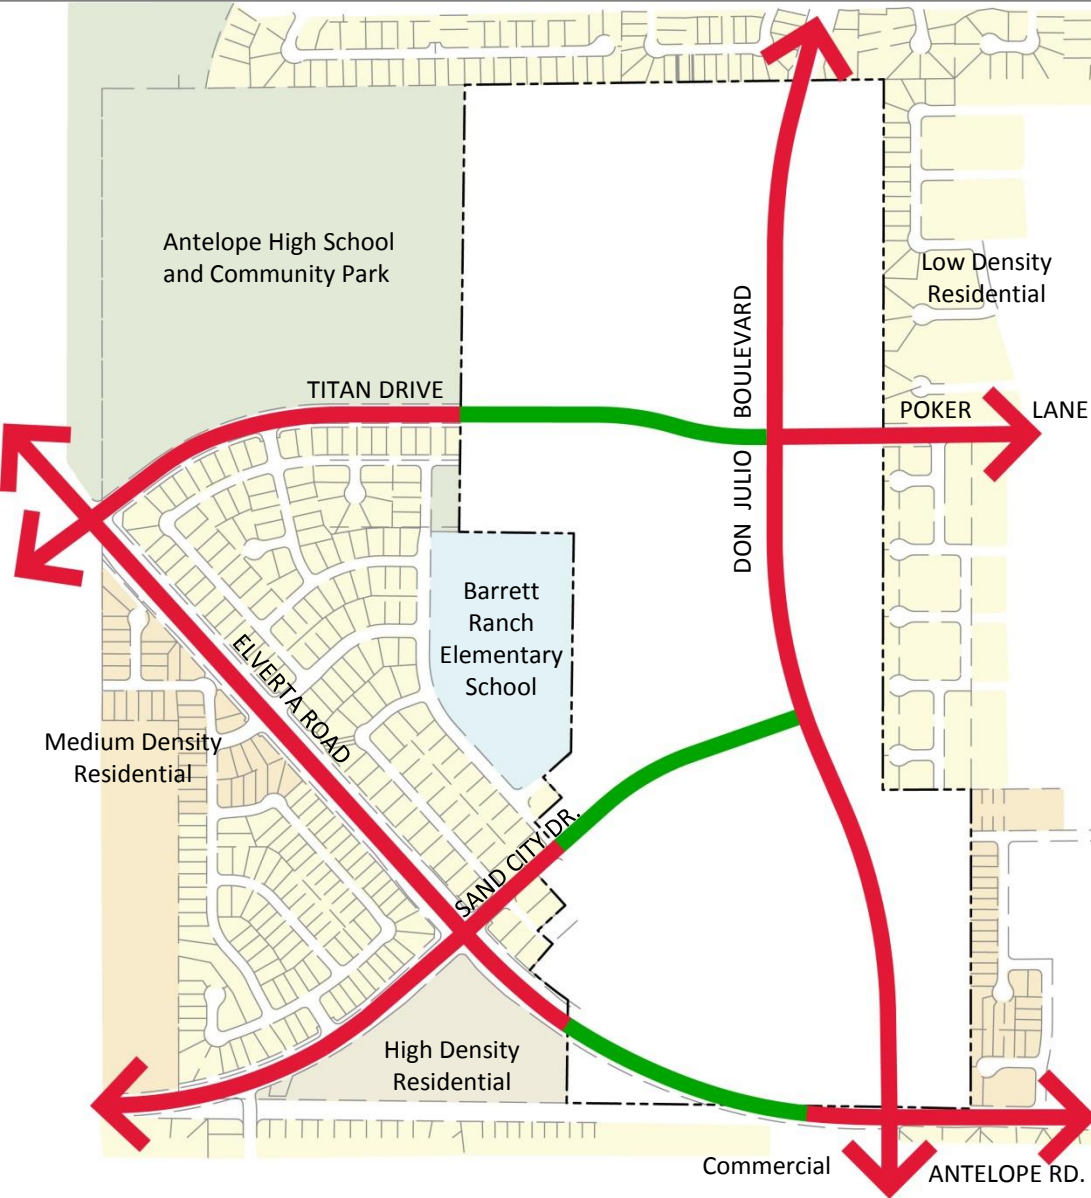 Antelope High School
and Community Park
Low Density
Residential
DON JULIO BOULEVARD
TITAN DRIVE
POKER LANE
Barrett
Ranch
Elementary
School
ELVERTA ROAD
Medium Density
Residential
SAND CITY DR.
High Density
Residential
Commercial
ANTELOPE RD.